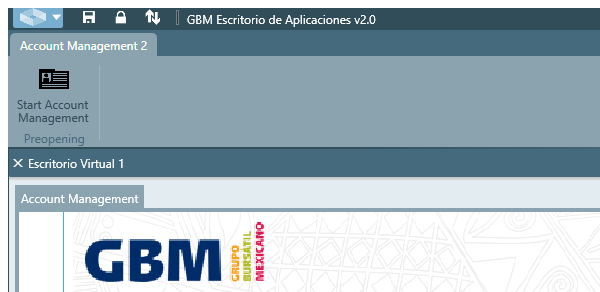 GBM Escritorio de Aplicaciones v2.0
Account Management 2
Start Account
Management
Preopening
Escritorio Virtual 1
Account Management
GBM
GRUPO
BURSÁTIL
MEXICANO